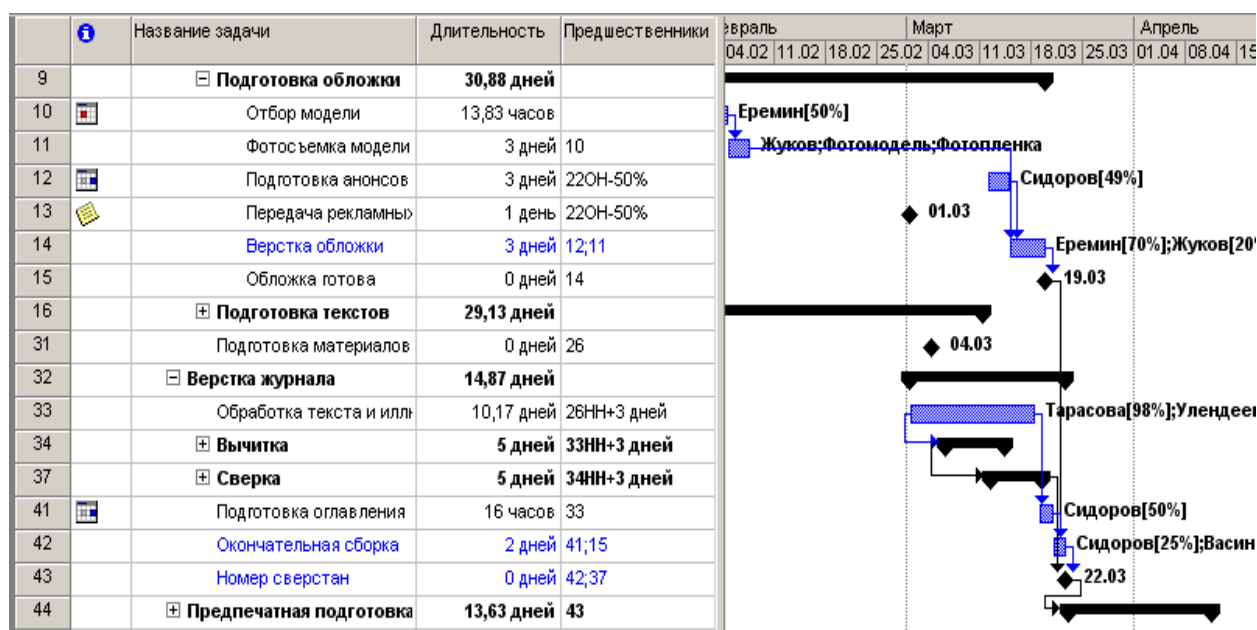 Название задачи Длительность Предшественники евраль Март Апрель
04.02 11.02 18.02 25.02 04.03 11.03 18.03 25.03 01.04 08.04 15
9 Подготовка обложки 30,88 дней
10 Отбор модели 13,83 часов Еремин[50%]
11 Фотосъемка модели 3 дней 10 Жуков;Фотомодель;Фотопленка
12 Подготовка анонсов 3 дней 22ОН-50% Сидоров[49%]
13 Передача рекламны 1 день 22ОН-50% 01.03
14 Верстка обложки 3 дней 12;11 Еремин[70%];Жуков[20%
15 Обложка готова 0 дней 14 19.03
16 Подготовка текстов 29,13 дней
31 Подготовка материалов 0 дней 26 04.03
32 Верстка журнала 14,87 дней
33 Обработка текста и илл 10,17 дней 26НН+3 дней Тарасова[98%];Улендеев
34 Вычитка 5 дней 33НН+3 дней
37 Сверка 5 дней 34НН+3 дней
41 Подготовка оглавления 16 часов 33 Сидоров[50%]
42 Окончательная сборка 2 дней 41;15 Сидоров[25%];Васин
43 Номер сверстан 0 дней 42;37 22.03
44 Предпечатная подготовка 13,63 дней 43